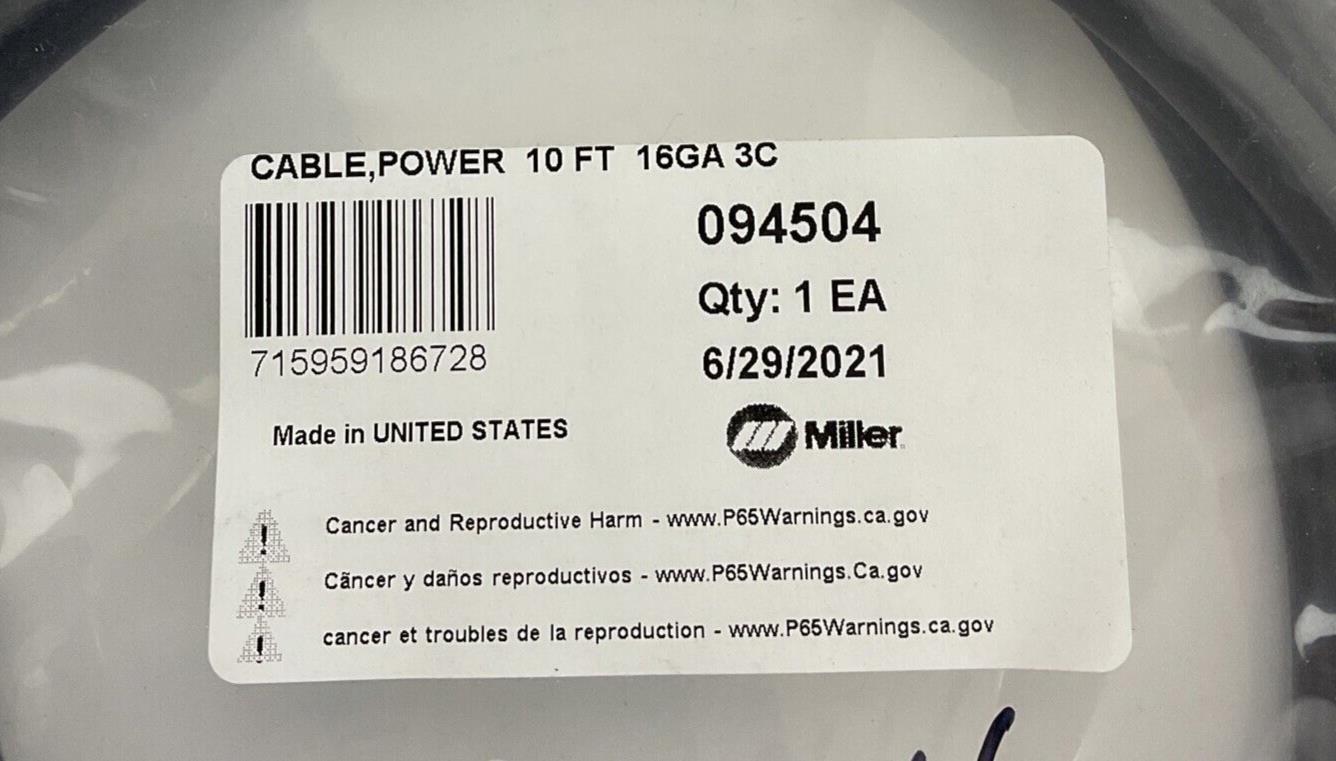 CABLE,POWER 10 FT 16GA 3C
094504
Qty: 1 EA
715959186728
6/29/2021
Made in UNITED STATES
Miller
Cancer and Reproductive Harm - www.P65Warnings.ca.gov
Cãncer y daños reproductivos - www.P65Warnings.Ca.gov
cancer et troubles de la reproduction - www.P65Warnings.ca.gov